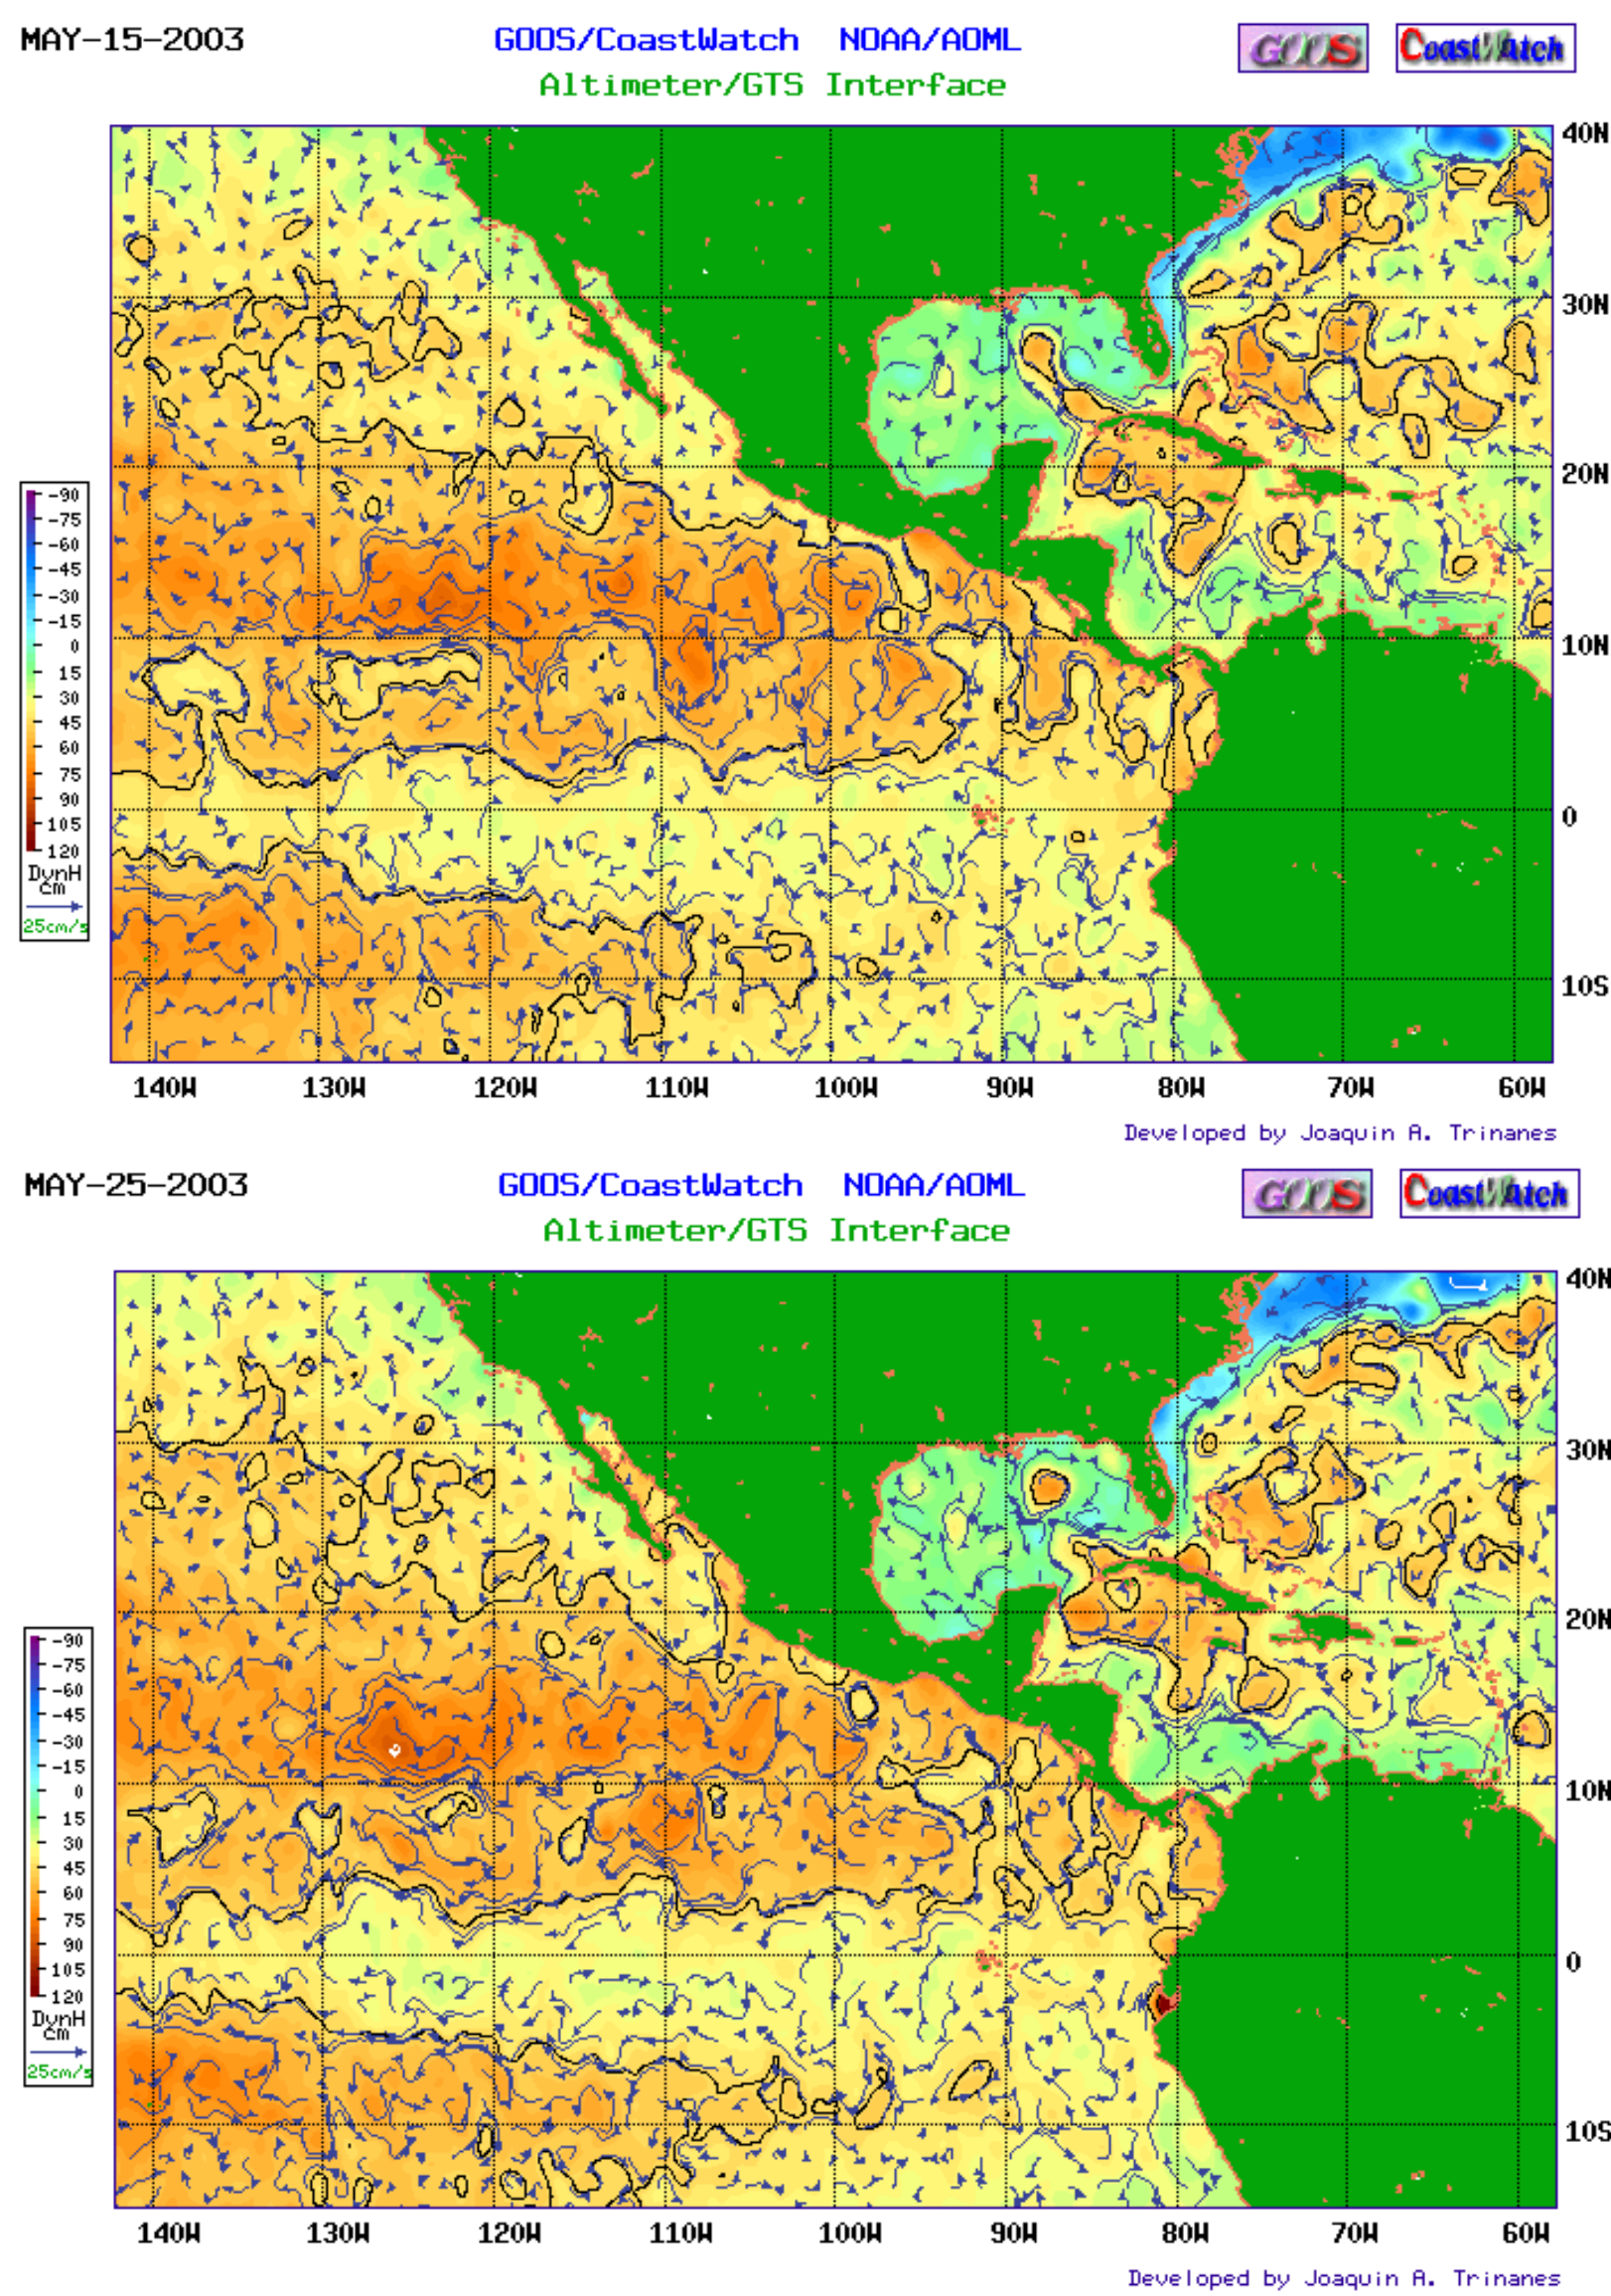 MAY-15-2003
GOOS/CoastWatch NOAA/AOML
GOOS
CoastWatch
Altimeter/GTS Interface
40N
30N
20N
10N
0
10S
-90
-75
-60
-45
-30
-15
0
15
30
45
60
75
90
105
120
DynH
cm
25cm/s
140W 130W 120W 110W 100W 90W 80W 70W 60W
Developed by Joaquin A. Trinanes
MAY-25-2003
GOOS/CoastWatch NOAA/AOML
GOOS
CoastWatch
Altimeter/GTS Interface
40N
30N
20N
10N
0
10S
-90
-75
-60
-45
-30
-15
0
15
30
45
60
75
90
105
120
DynH
cm
25cm/s
140W 130W 120W 110W 100W 90W 80W 70W 60W
Developed by Joaquin A. Trinanes